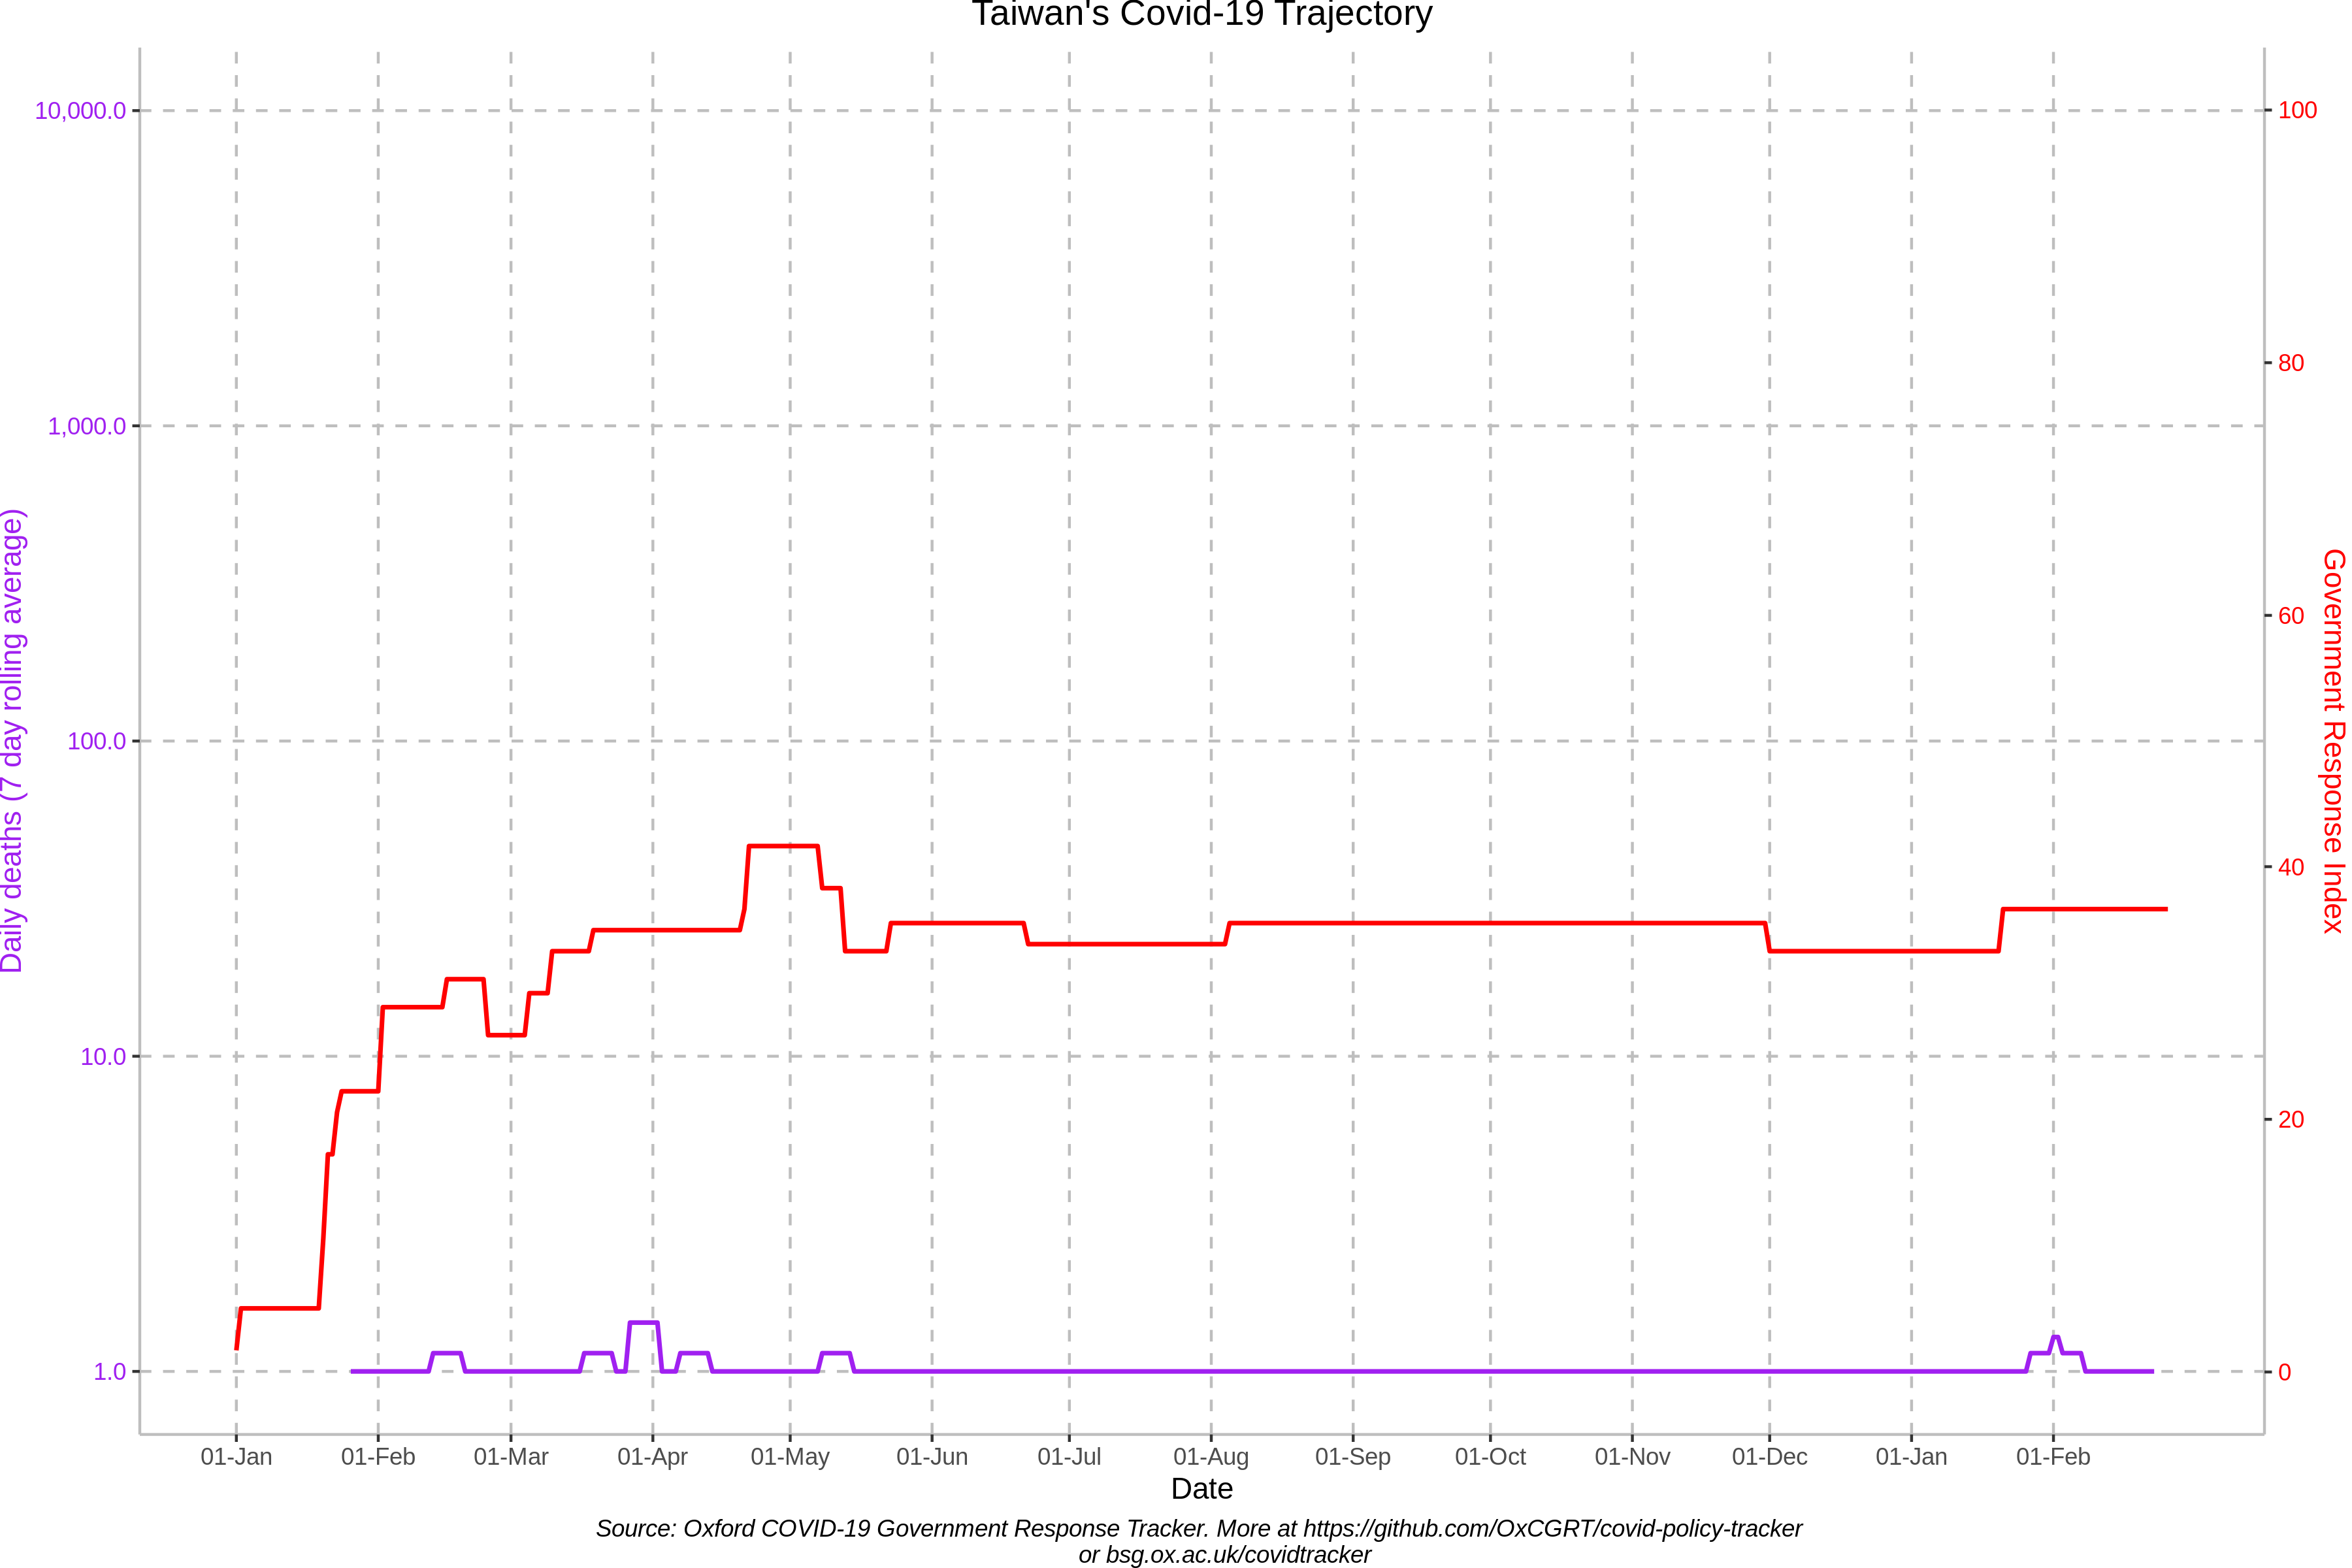 Taiwan's Covid-19 Trajectory
10,000.0
1,000.0
100.0
10.0
1.0
Daily deaths (7 day rolling average)
100
80
60
40
20
0
Government Response Index
01-Jan 01-Feb 01-Mar 01-Apr 01-May 01-Jun 01-Jul 01-Aug 01-Sep 01-Oct 01-Nov 01-Dec 01-Jan 01-Feb
Date
Source: Oxford COVID-19 Government Response Tracker. More at https://github.com/OxCGRT/covid-policy-tracker
or bsg.ox.ac.uk/covidtracker